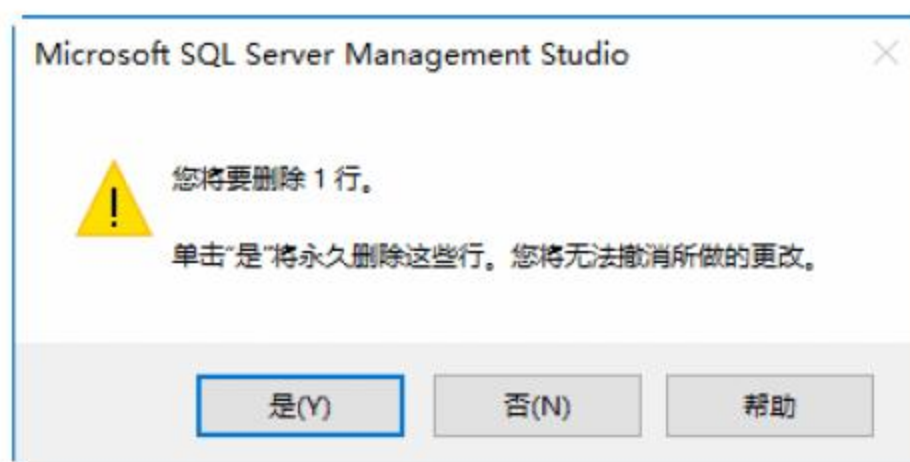 Microsoft SQL Server Management Studio
您将要删除 1 行。
单击“是”将永久删除这些行。您将无法撤消所做的更改。
是(Y)
否(N)
帮助